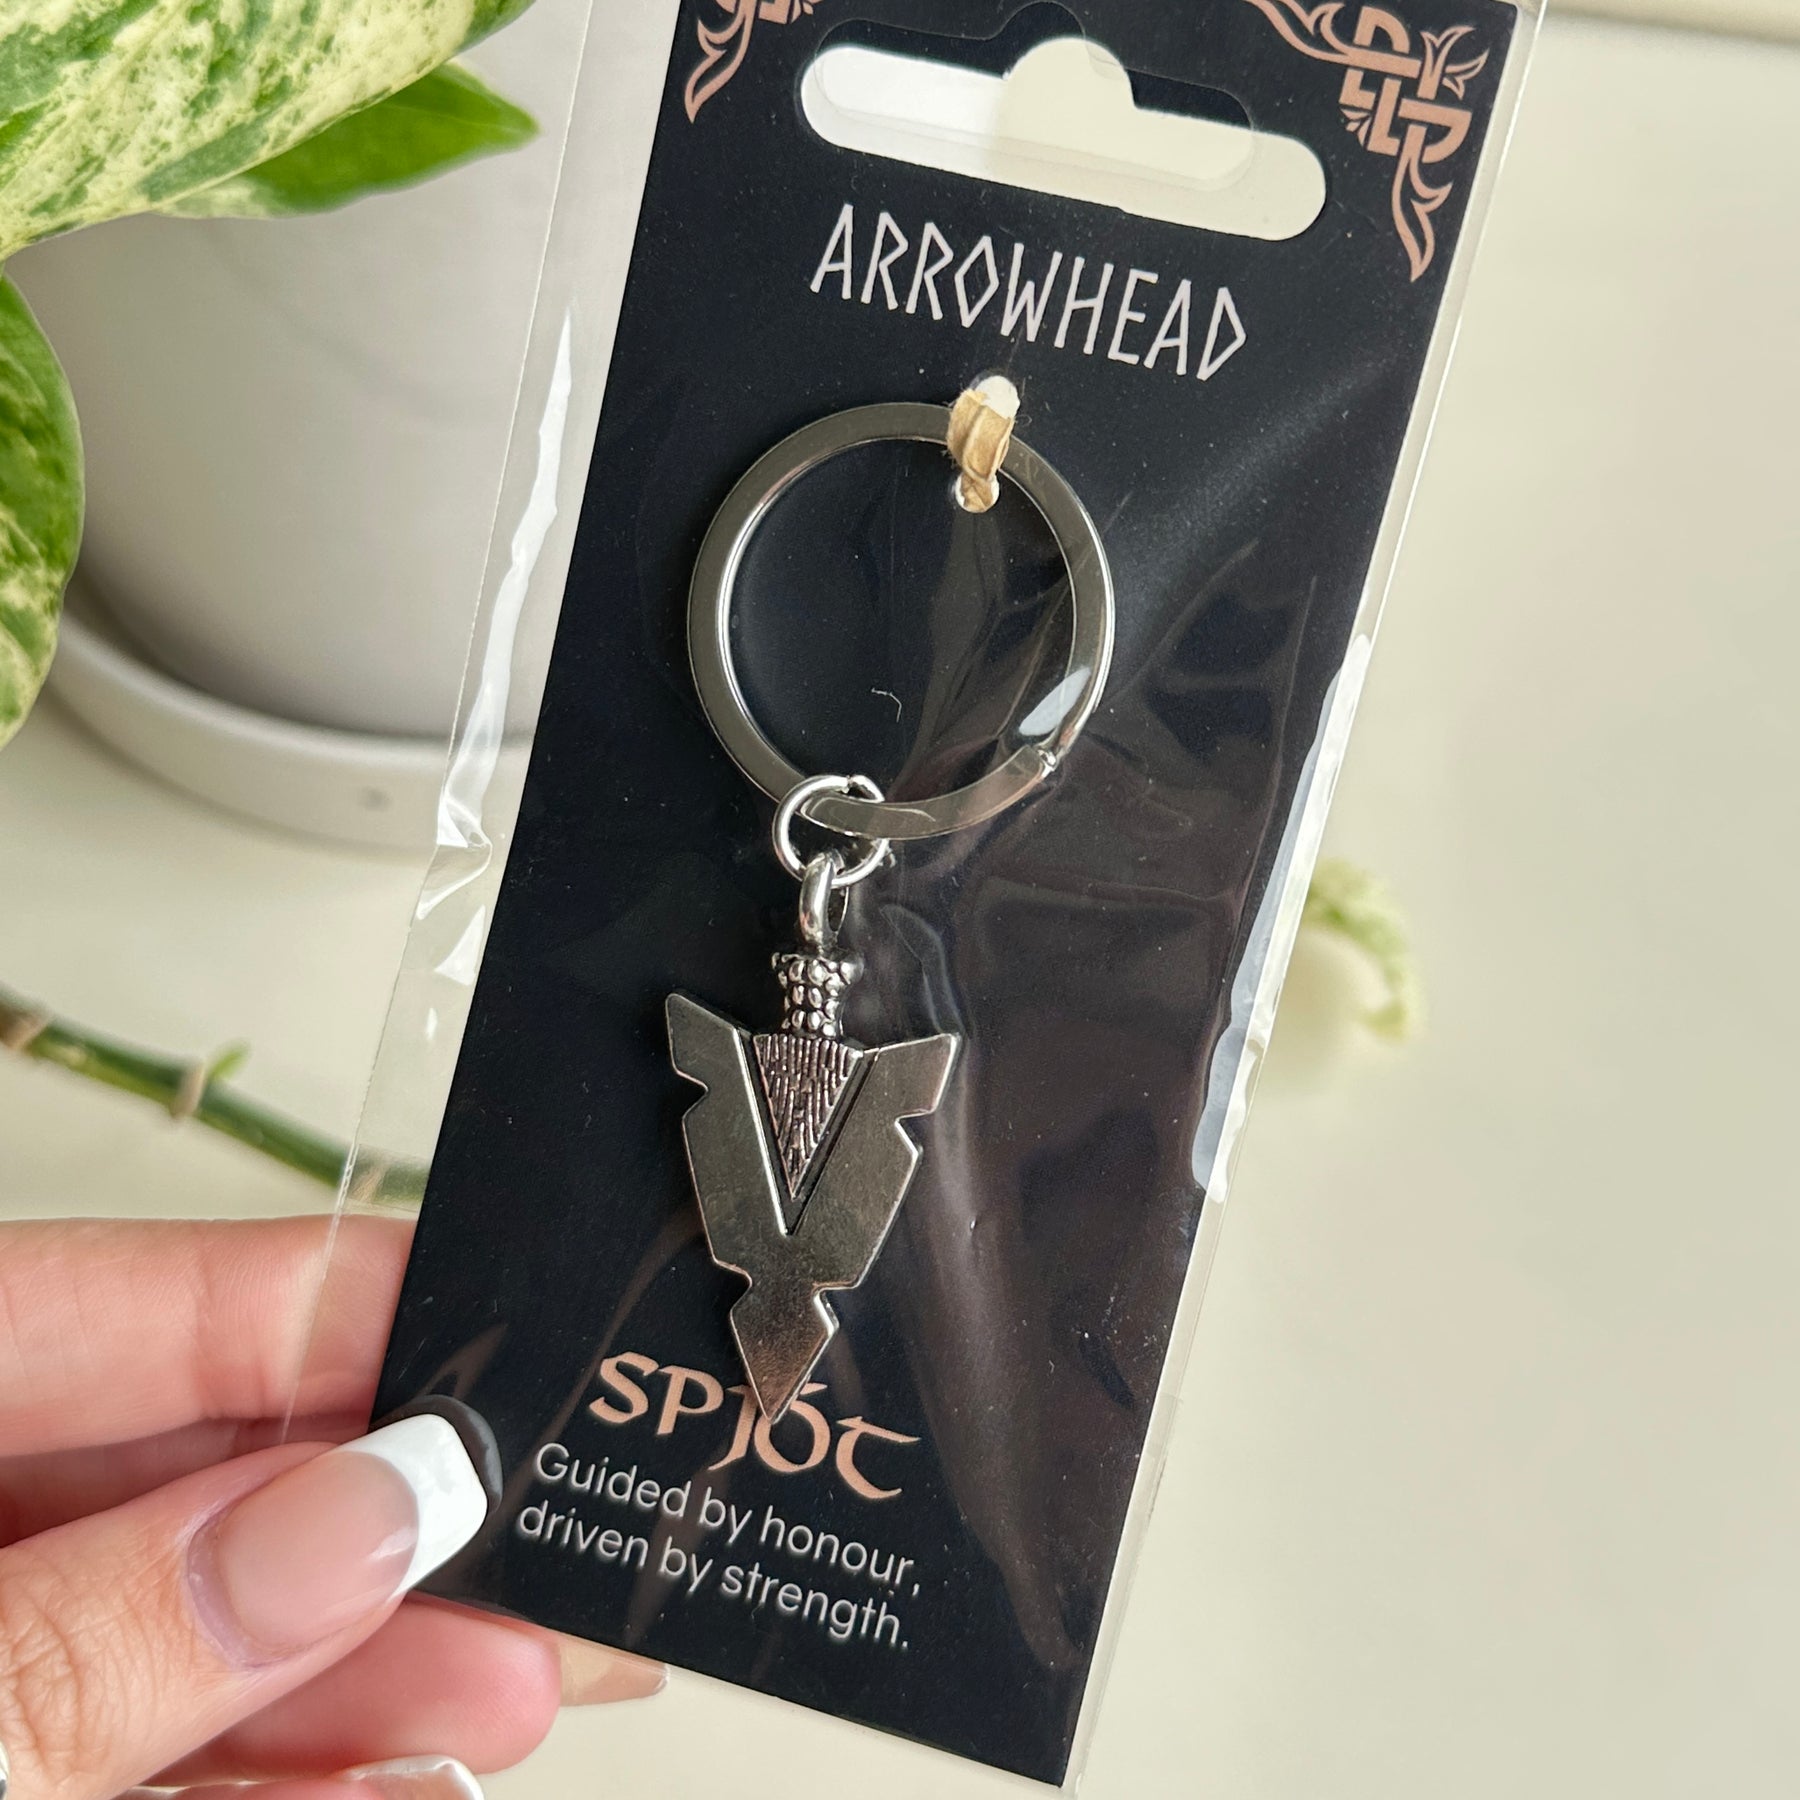 ARROWHEAD
SPJÓT
Guided by honour,
driven by strength.